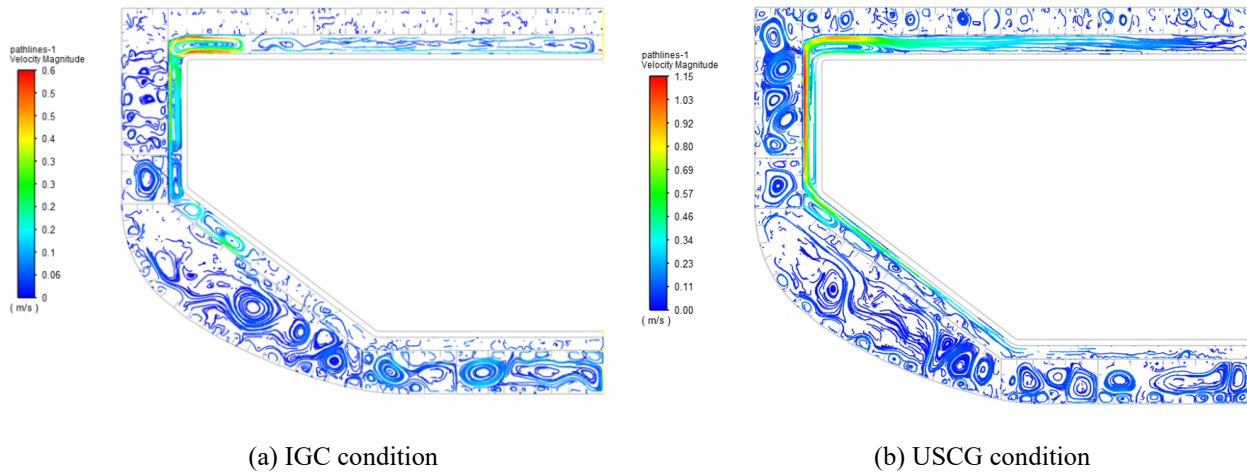 pathlines-1
Velocity Magnitude
0.6
0.6
0.5
0.4
0.3
0.3
0.2
0.2
0.1
0.06
0
( m/s )
(a) IGC condition
pathlines-1
Velocity Magnitude
1.15
1.03
0.92
0.80
0.69
0.57
0.46
0.34
0.23
0.11
0.00
( m/s )
(b) USCG condition